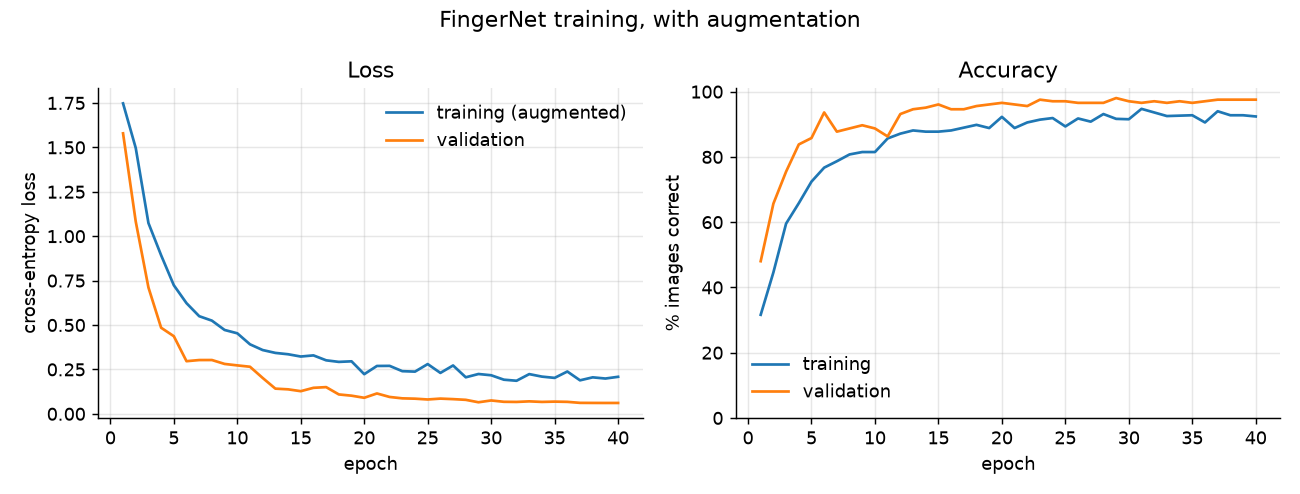 FingerNet training, with augmentation
Loss
cross-entropy loss
1.75
1.50
1.25
1.00
0.75
0.50
0.25
0.00
training (augmented)
validation
0 5 10 15 20 25 30 35 40
epoch
Accuracy
% images correct
100
80
60
40
20
0
training
validation
0 5 10 15 20 25 30 35 40
epoch